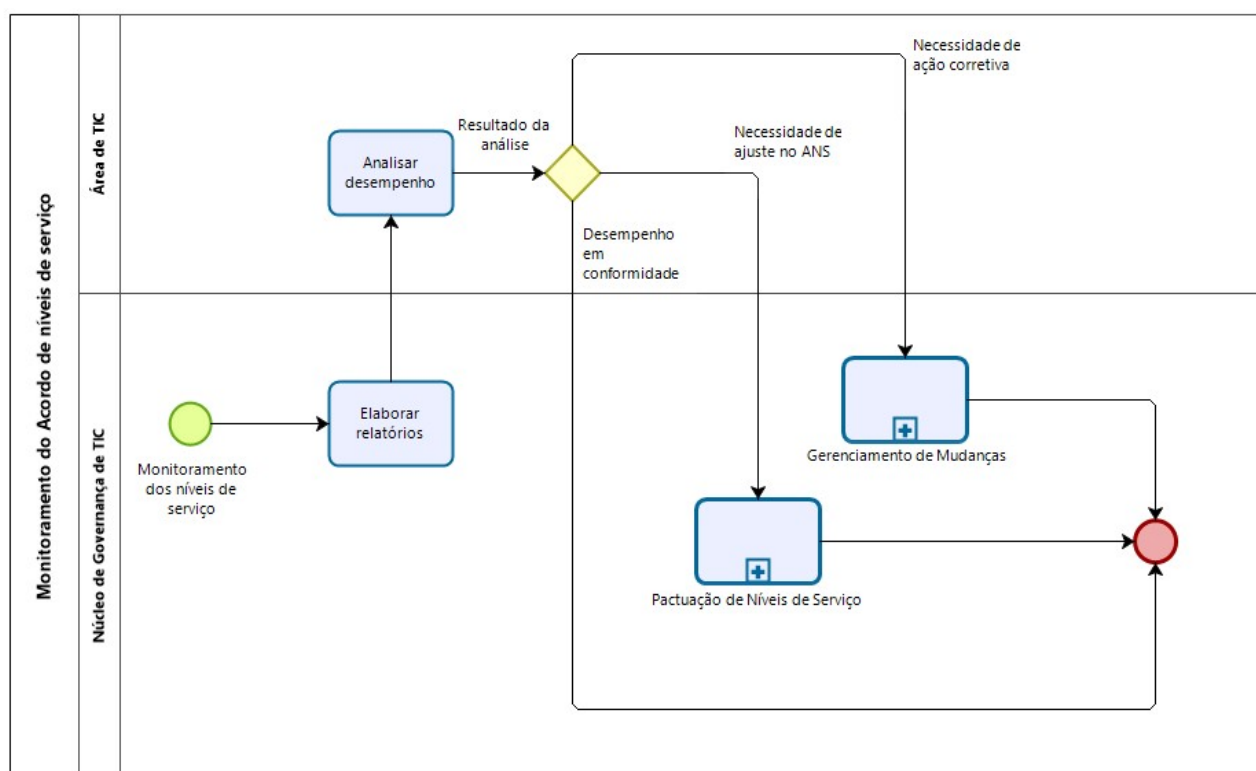 Monitoramento do Acordo de níveis de serviço
Área de TIC
Núcleo de Governança de TIC
Necessidade de
ação corretiva
Resultado da
análise
Necessidade de
ajuste no ANS
Analisar
desempenho
Desempenho
em
conformidade
Elaborar
relatórios
Monitoramento
dos níveis de
serviço
Gerenciamento de Mudanças
Pactuação de Níveis de Serviço